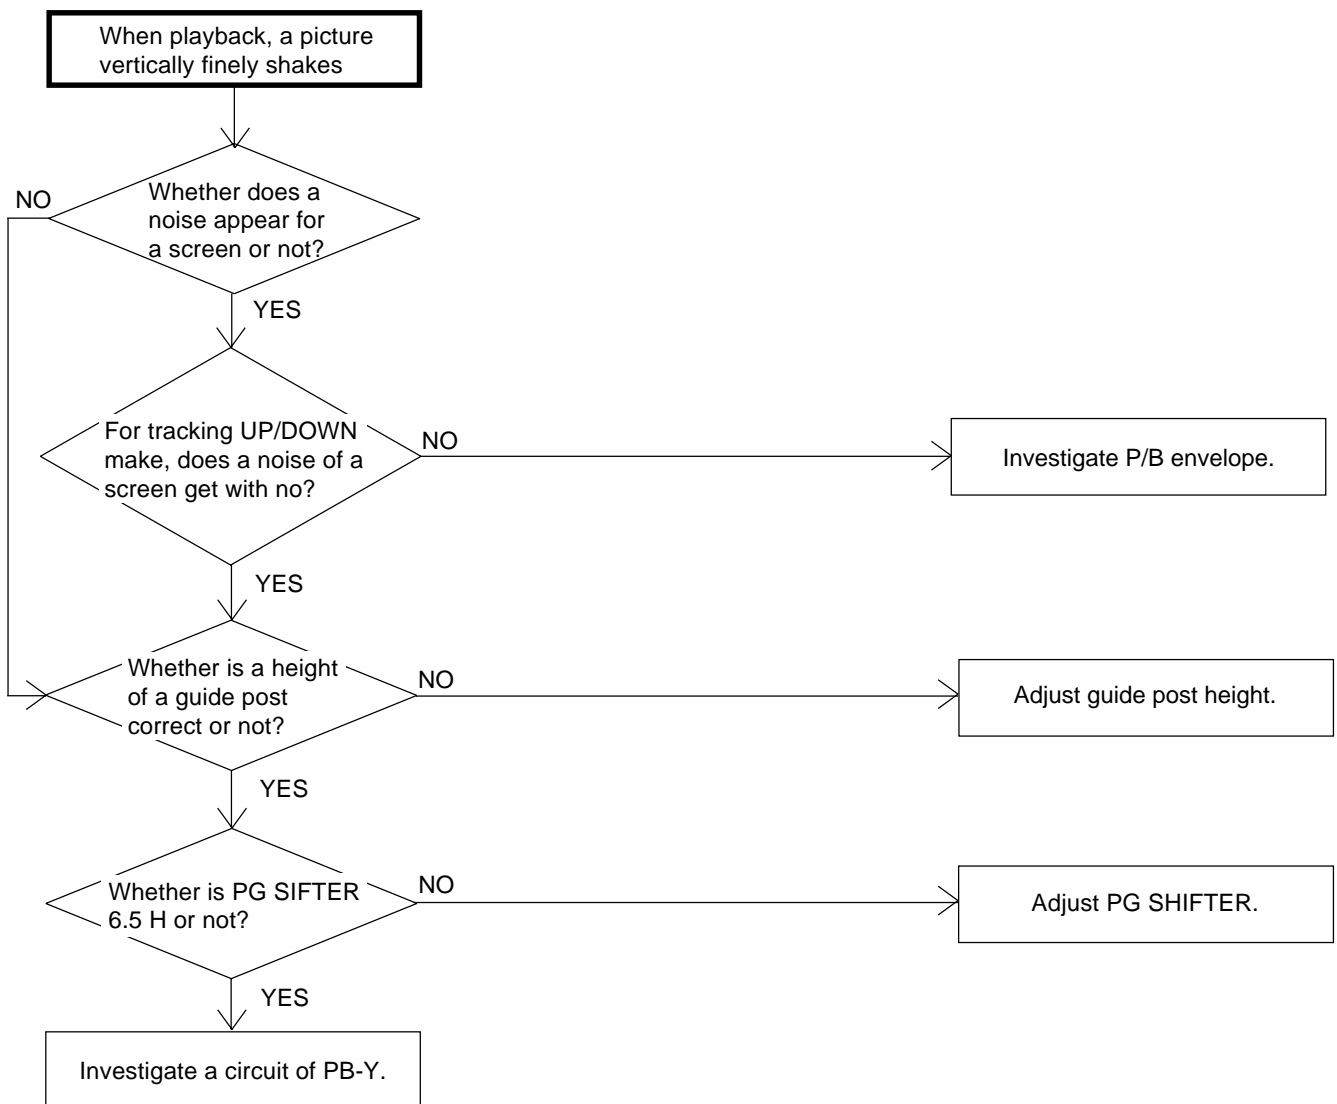 When playback, a picture
vertically finely shakes
Whether does a
noise appear for
a screen or not?
NO
YES
For tracking UP/DOWN
make, does a noise of a
screen get with no?
NO
Investigate P/B envelope.
YES
Whether is a height
of a guide post
correct or not?
NO
Adjust guide post height.
YES
Whether is PG SIFTER
6.5 H or not?
NO
Adjust PG SHIFTER.
YES
Investigate a circuit of PB-Y.